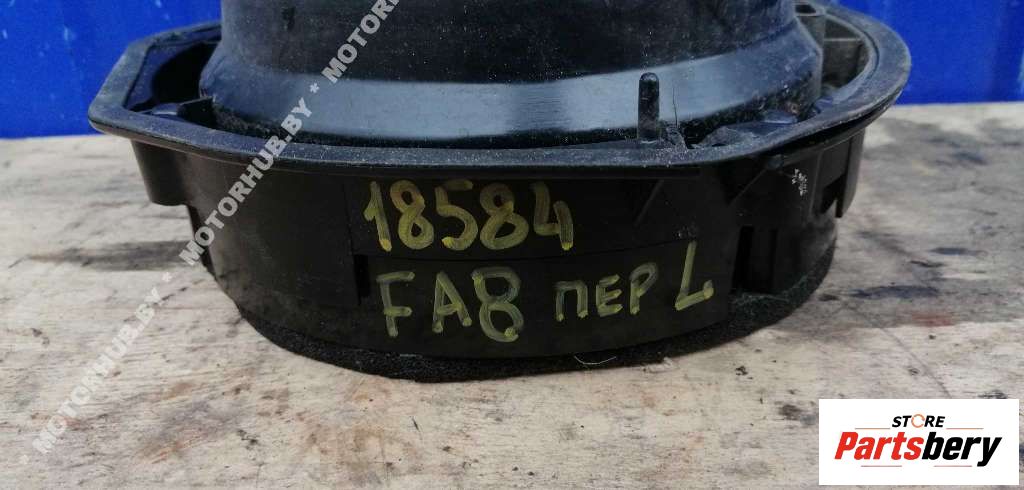 * MOTORHUB.BY * MOTORHUB.BY * MOTORHUB.BY
18584
FA8 ПЕР L
STORE
Partsbery